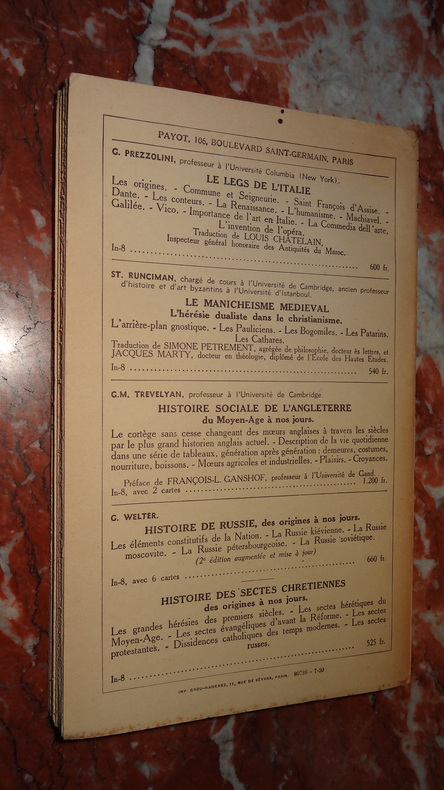 PAYOT, 106, BOULEVARD SAINT-GERMAIN, PARIS
G. PREZZOLINI, professeur à l'Université Columbia (New York).
LE LEGS DE L'ITALIE
Les origines. - Commune et Seigneurie. - Saint François d'Assise. -
Dante. - Les conteurs. - La Renaissance. - L'humanisme. - Machiavel. -
Galilée. - Vico. - Importance de l'art en Italie. - La Commedia dell'arte,
L'invention de l'opéra.
Traduction de LOUIS CHÂTELAIN,
Inspecteur général honoraire des Antiquités du Maroc,
In-8 600 fr.
ST. RUNCIMAN, chargé de cours à l'Université de Cambridge, ancien professeur
d'histoire et d'art byzantins à l'Université d'Istanboul.
LE MANICHEISME MEDIEVAL
L'hérésie dualiste dans le christianisme.
L'arrière-plan gnostique. - Les Pauliciens. - Les Bogomiles. - Les Patarins.
Les Cathares.
Traduction de SIMONE PETREMENT, agrégée de philosophie, docteur ès lettres, et
JACQUES MARTY, docteur en théologie, diplômé de l'École des Hautes Études.
In-8 540 fr.
G.M. TREVELYAN, professeur à l'Université de Cambridge
HISTOIRE SOCIALE DE L'ANGLETERRE
du Moyen-Age à nos jours.
Le cortège sans cesse changeant des mœurs anglaises à travers les siècles
par le plus grand historien anglais actuel. - Description de la vie quotidienne
dans une série de tableaux, génération après génération : demeures, costumes,
nourriture, boissons. - Mœurs agricoles et industrielles. - Plaisirs. - Croyances.
Préface de FRANÇOIS-L. GANSHOF, professeur à l'Université de Gand.
In-8, avec 2 cartes 1.200 fr.
G. WELTER.
HISTOIRE DE RUSSIE, des origines à nos jours.
Les éléments constitutifs de la Nation. - La Russie kiévienne. - La Russie
moscovite. - La Russie pétersbourgeoise. - La Russie soviétique.
(2e édition augmentée et mise à jour)
In-8, avec 6 cartes 660 fr.
HISTOIRE DES SECTES CHRETIENNES
des origines à nos jours.
Les grandes hérésies des premiers siècles. - Les sectes hérétiques du
Moyen-Age. - Les sectes évangéliques d'avant la Réforme. - Les sectes
protestantes. - Dissidences catholiques des temps modernes. - Les sectes
russes.
In-8 525 fr.
PARIS. - 7-50